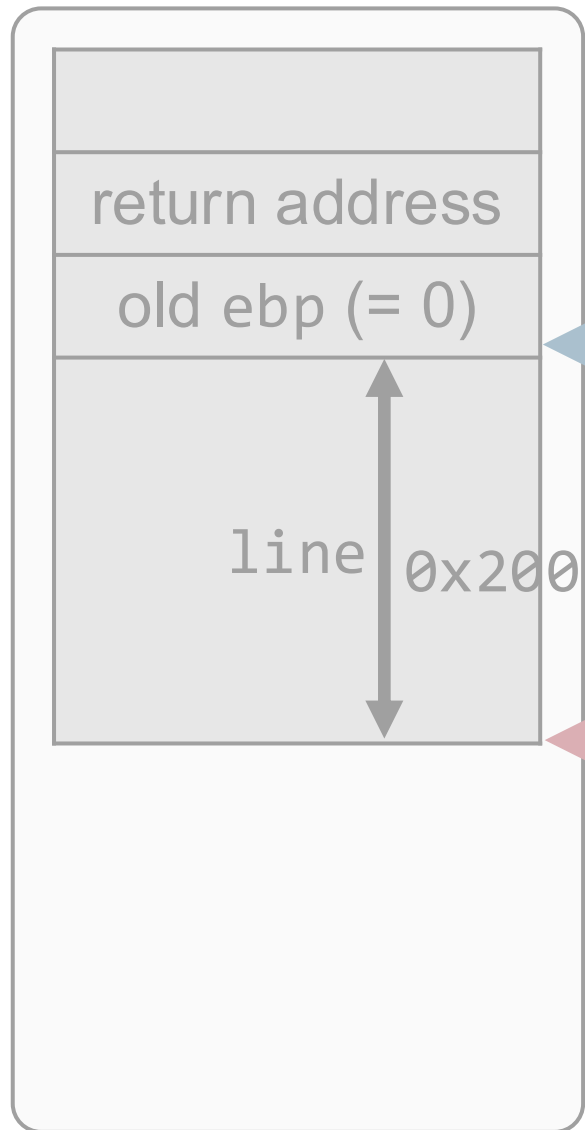 return address
old ebp (= 0)
line
0x200